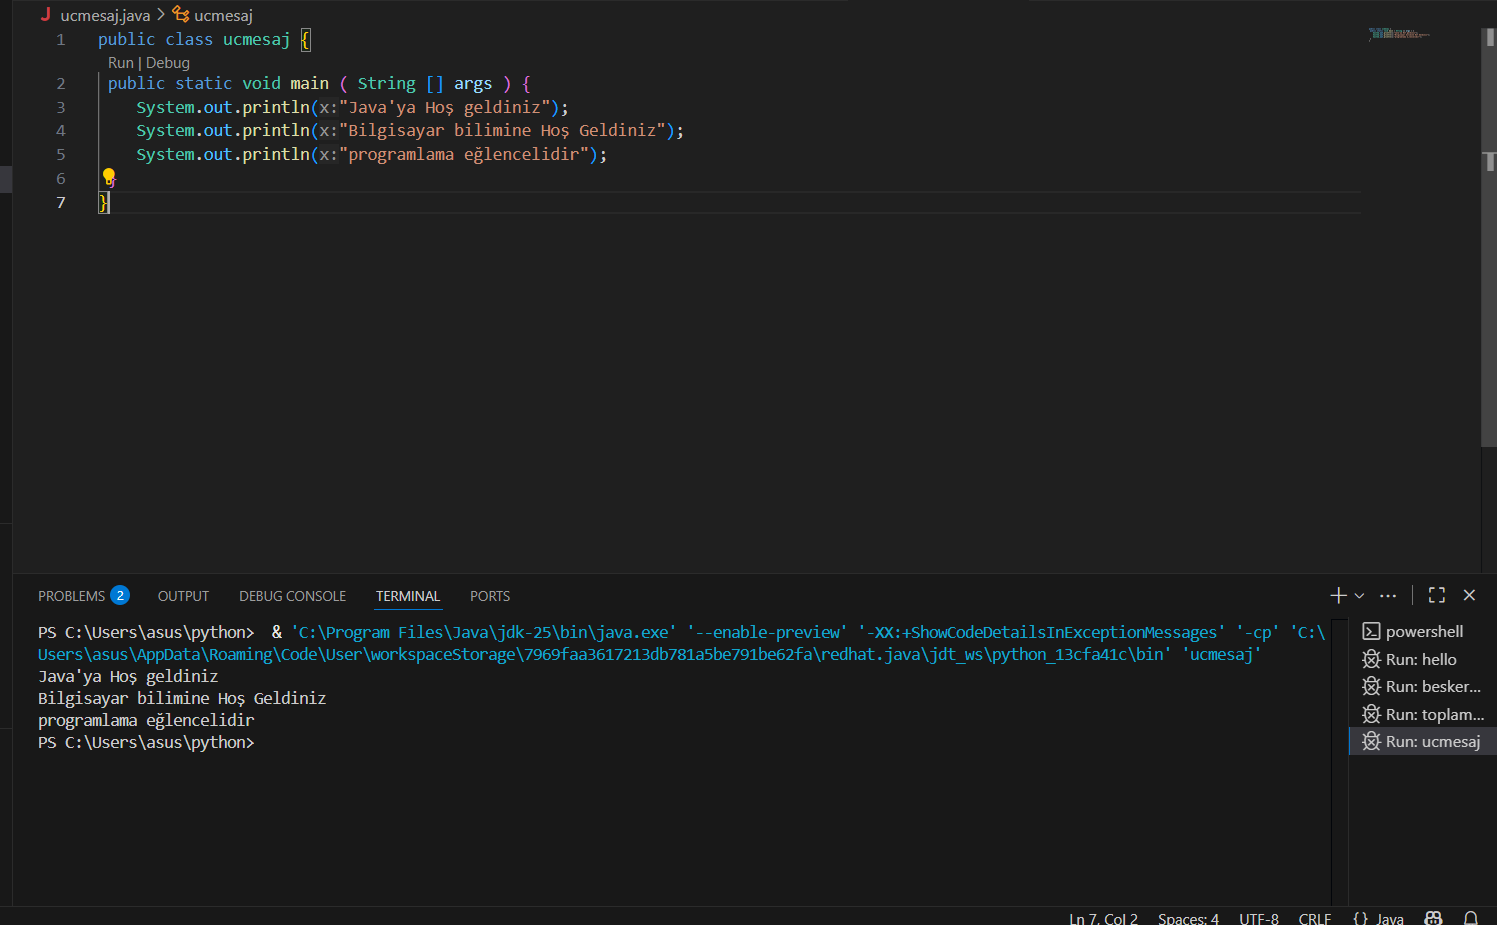 ucmesaj.java > ucmesaj
1 public class ucmesaj {
Run | Debug
2 public static void main ( String [] args ) {
3 System.out.println(x:"Java'ya Hoş geldiniz");
4 System.out.println(x:"Bilgisayar bilimine Hoş Geldiniz");
5 System.out.println(x:"programlama eğlencelidir");
6 }
7 }
PROBLEMS 2 OUTPUT DEBUG CONSOLE TERMINAL PORTS
PS C:\Users\asus\python>  & 'C:\Program Files\Java\jdk-25\bin\java.exe' '--enable-preview' '-XX:+ShowCodeDetailsInExceptionMessages' '-cp' 'C:\
Users\asus\AppData\Roaming\Code\User\workspaceStorage\7969faa3617213db781a5be791be62fa\redhat.java\jdt_ws\python_13cfa41c\bin' 'ucmesaj'
Java'ya Hoş geldiniz
Bilgisayar bilimine Hoş Geldiniz
programlama eğlencelidir
PS C:\Users\asus\python>
powershell
Run: hello
Run: besker...
Run: toplam...
Run: ucmesaj
Ln 7, Col 2 Spaces: 4 UTF-8 CRLF {} Java